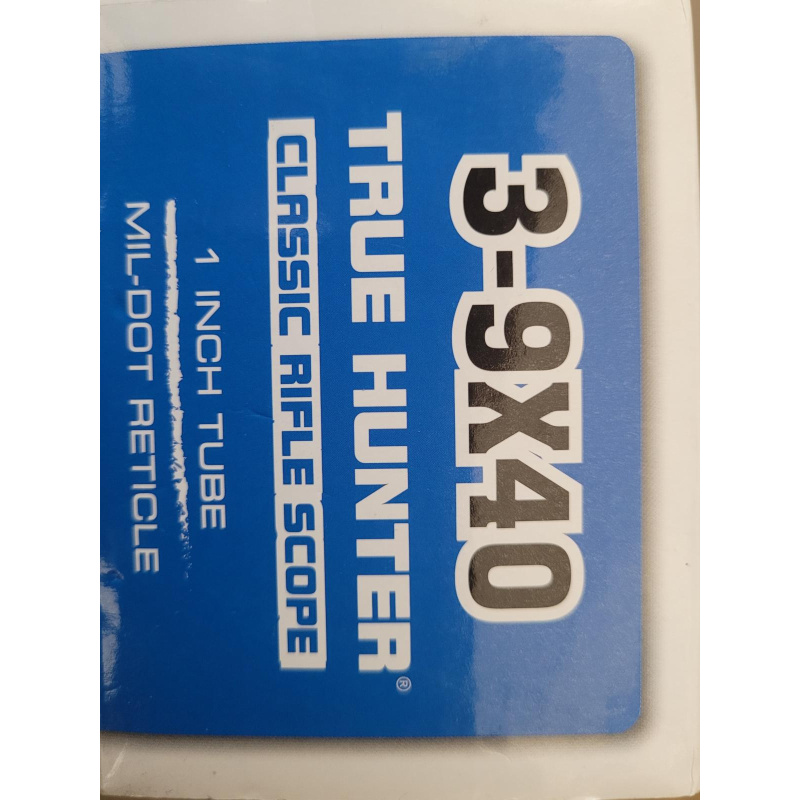 3-9X40
TRUE HUNTER®
CLASSIC RIFLE SCOPE
1 INCH TUBE
MIL-DOT RETICLE